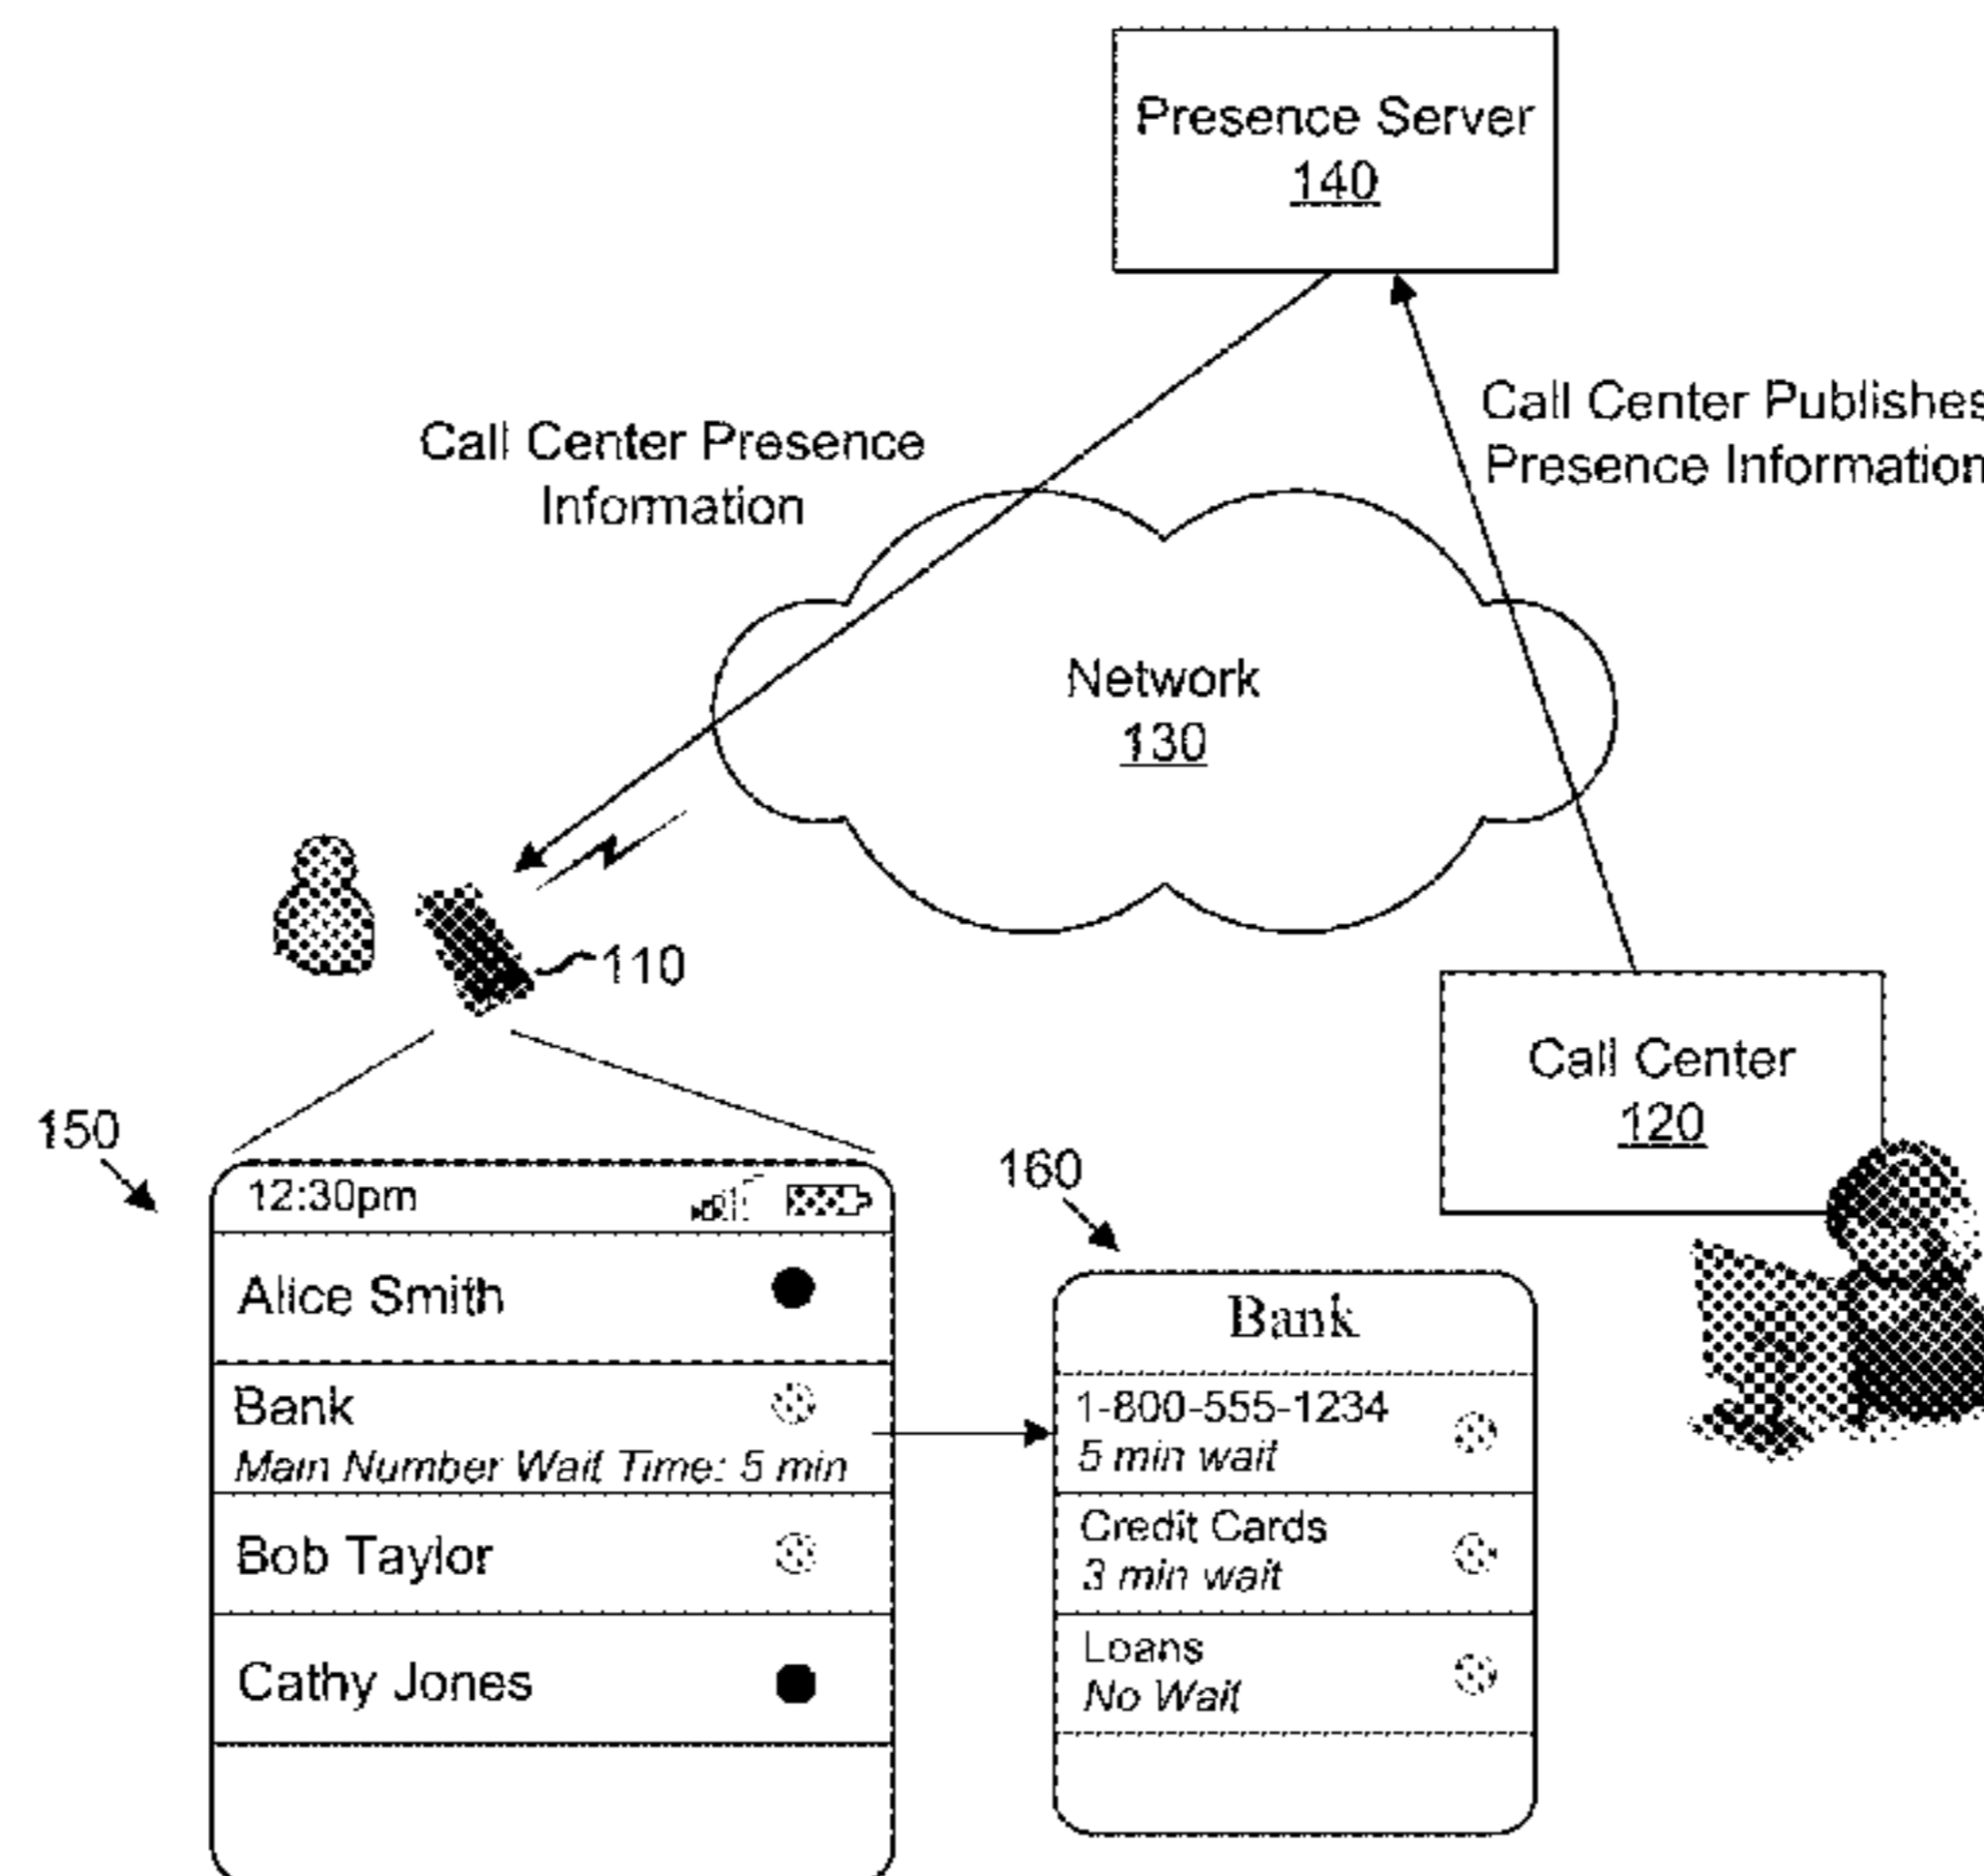 Presence Server
140
Call Center Publishes
Presence Information
Call Center Presence
Information
Network
130
110
Call Center
120
150
160
12:30pm
Alice Smith
Bank
Main Number Wait Time: 5 min
Bob Taylor
Cathy Jones
Bank
1-800-555-1234
5 min wait
Credit Cards
3 min wait
Loans
No Wait